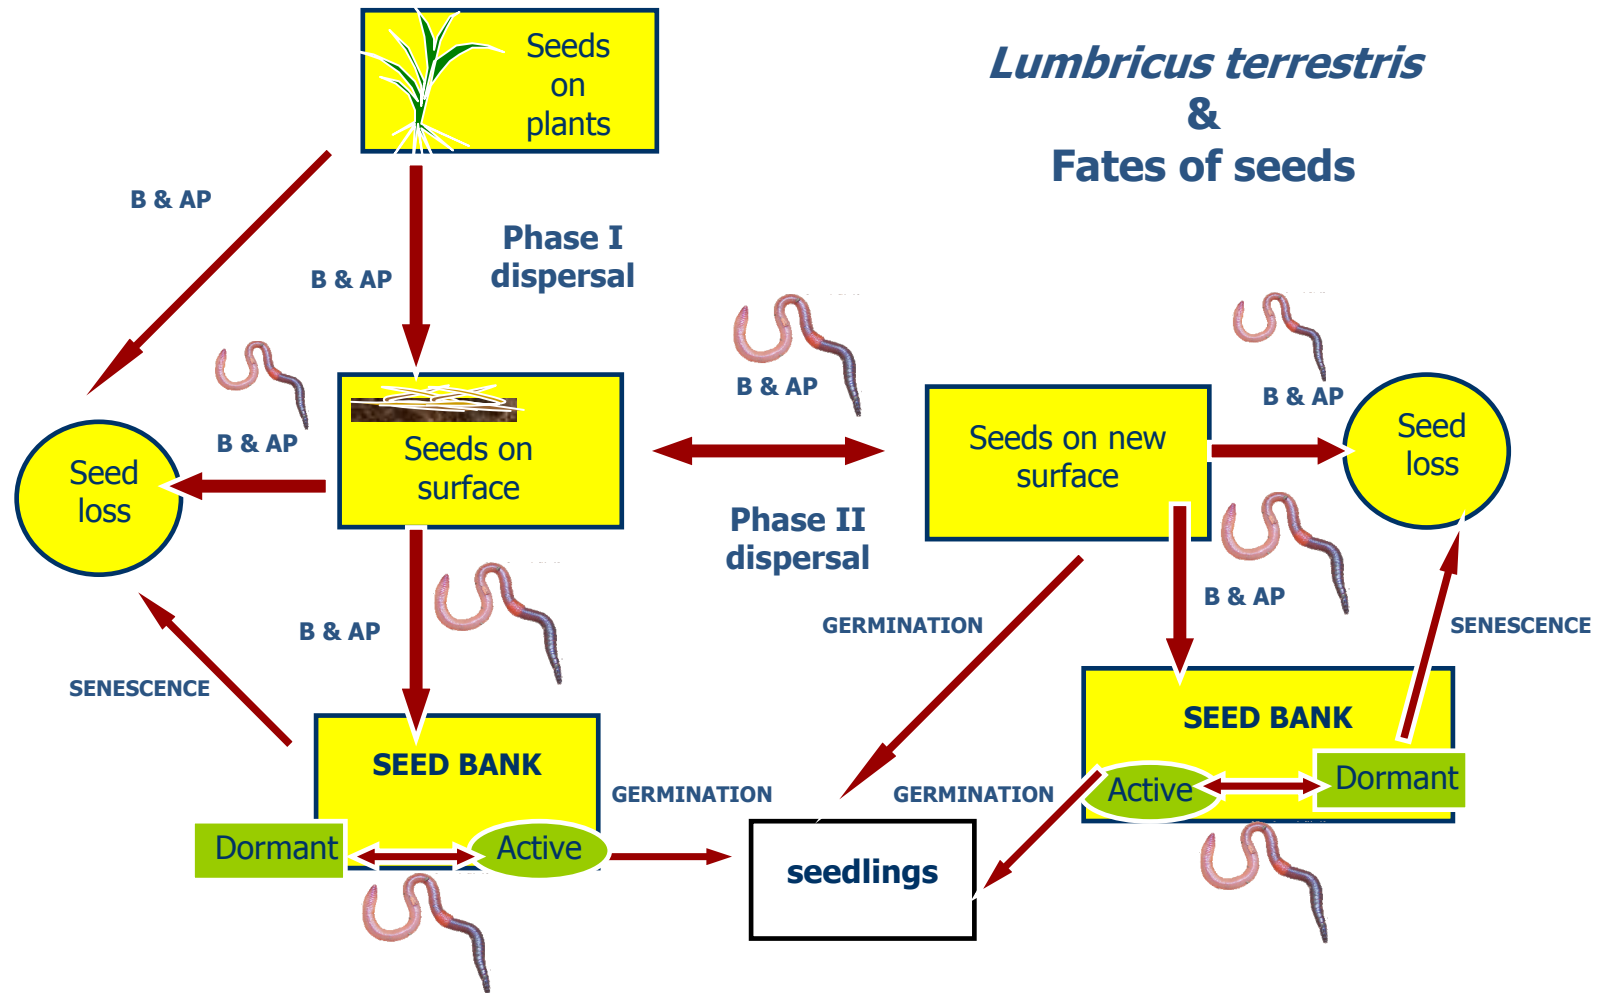 Seeds
on
plants
Lumbricus terrestris
&
Fates of seeds
B & AP
Phase I
dispersal
B & AP
B & AP
B & AP
B & AP
Seeds on
surface
Seeds on new
surface
Seed
loss
Seed
loss
Phase II
dispersal
B & AP
B & AP
GERMINATION
SENESCENCE
SENESCENCE
SEED BANK
SEED BANK
GERMINATION
GERMINATION
Active
Dormant
Dormant
Active
seedlings